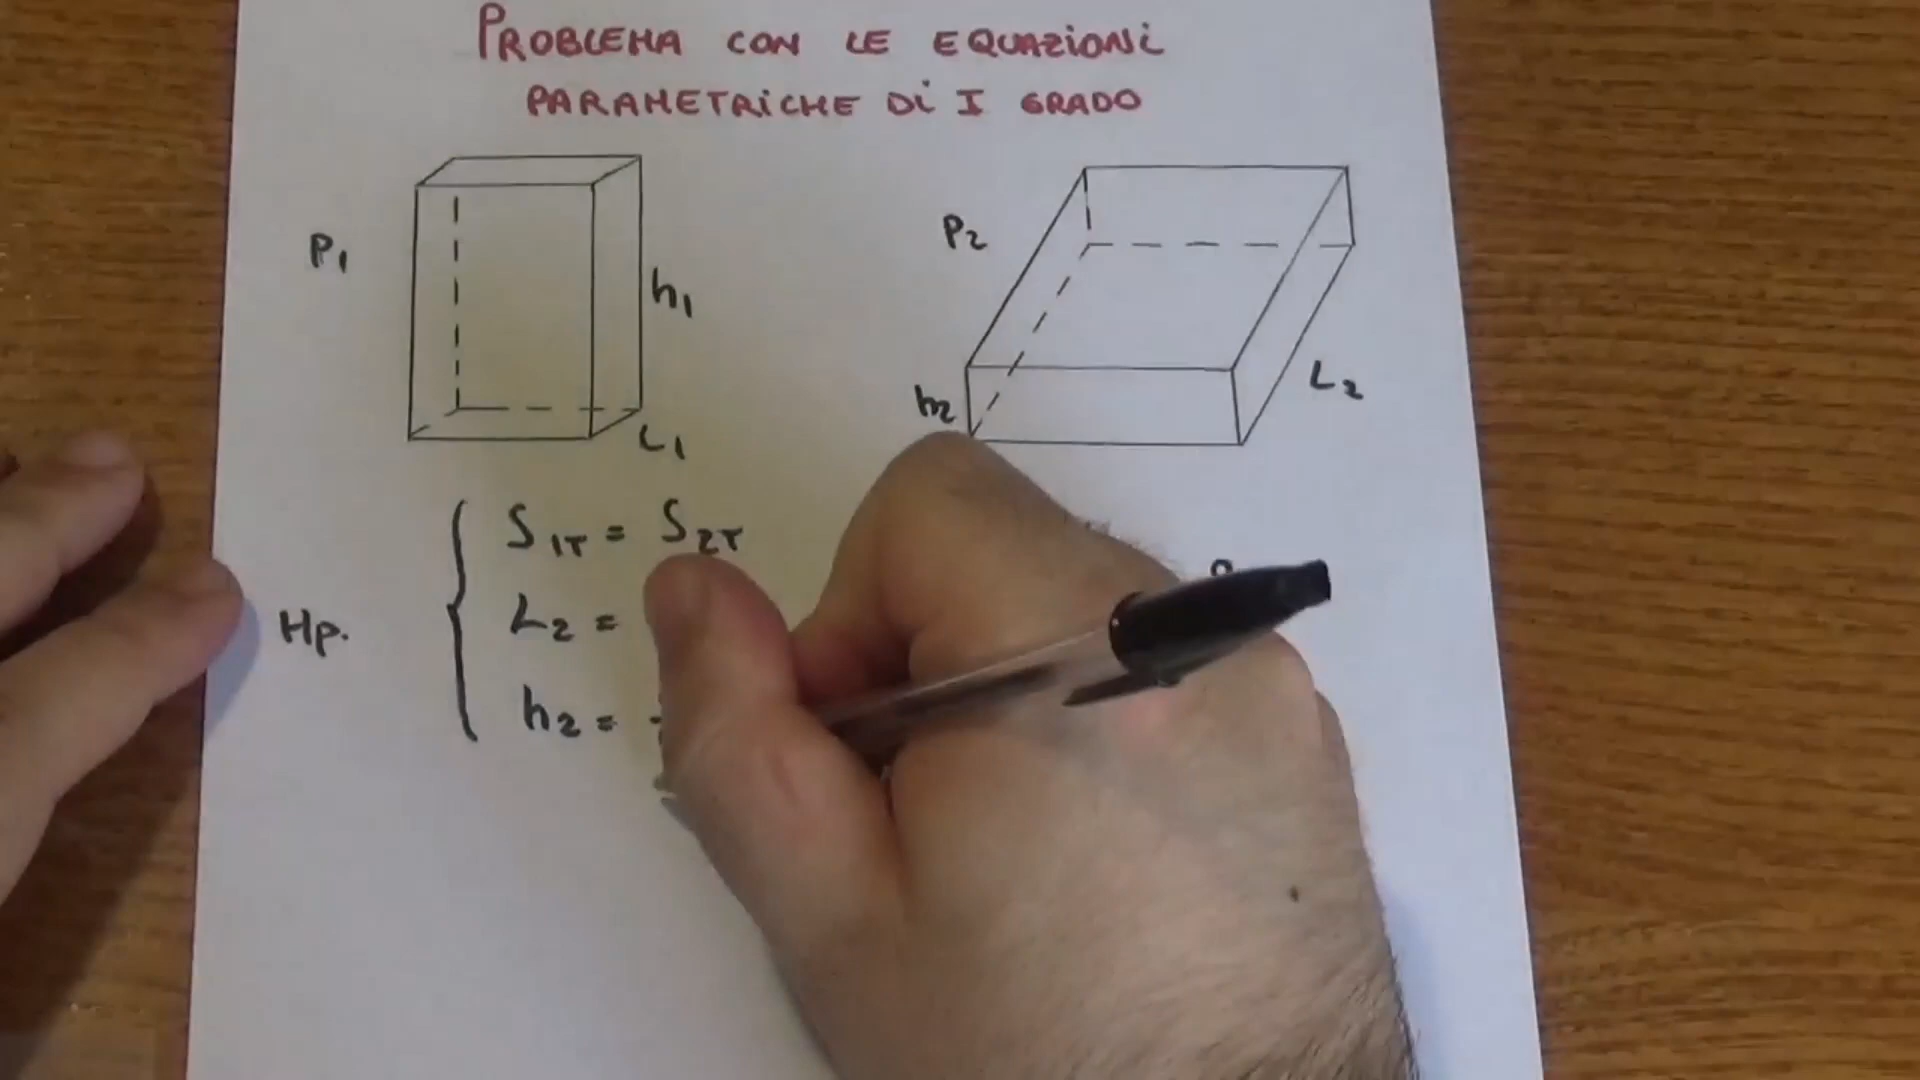 PROBLEMA CON LE EQUAZIONi
PARAMETRiCHE Di I GRADO
P1
h1
L1
P2
h2
L2
Hp.
S1T = S2T
L2 =
h2 =